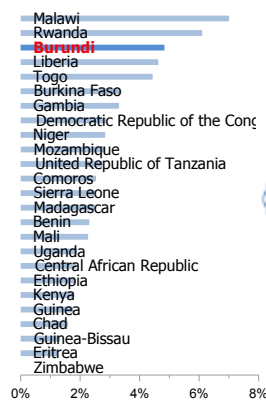 Malawi
Rwanda
Burundi
Liberia
Togo
Burkina Faso
Gambia
Democratic Republic of the Cong
Niger
Mozambique
United Republic of Tanzania
Comoros
Sierra Leone
Madagascar
Benin
Mali
Uganda
Central African Republic
Ethiopia
Kenya
Guinea
Chad
Guinea-Bissau
Eritrea
Zimbabwe
0% 2% 4% 6% 8%